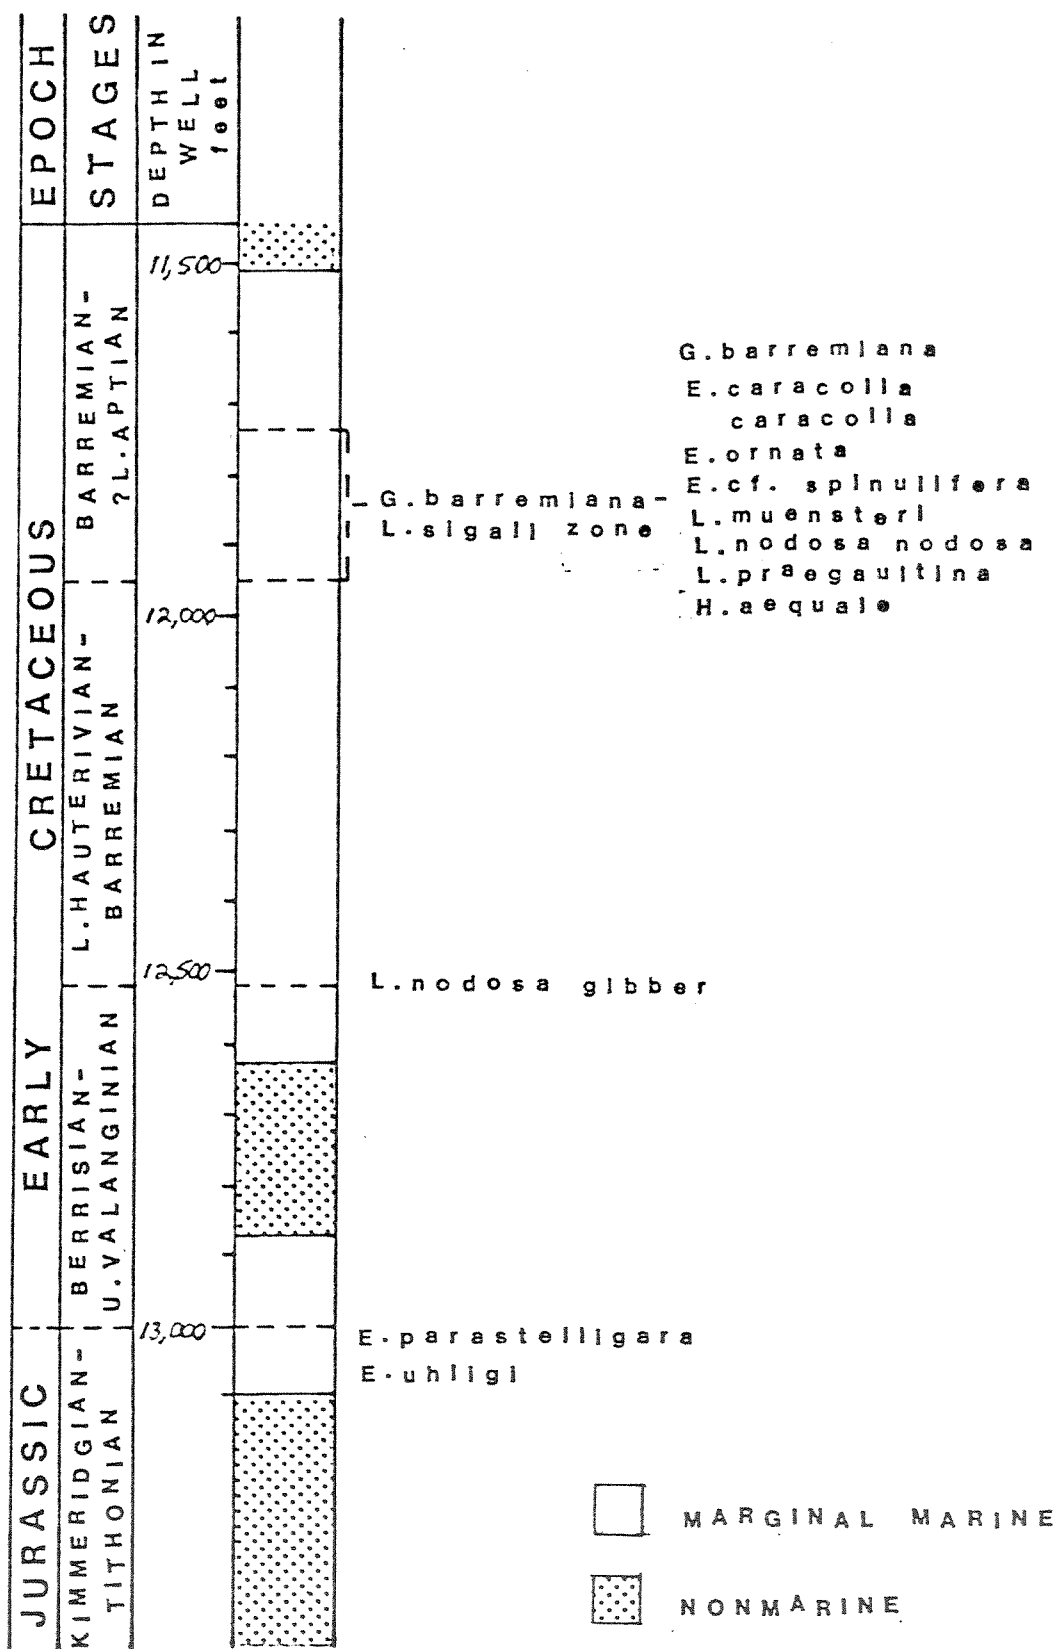 EPOCH
STAGES
DEPTH IN
WELL
feet
CRETACEOUS
EARLY
JURASSIC
BARREMIAN-
?L.APTIAN
L.HAUTERIVIAN-
BARREMIAN
BERRISIAN-
U.VALANGINIAN
KIMMERIDGIAN-
TITHONIAN
11,500
12,000
12,500
13,000
G.barremiana-
L.sigali zone
G.barremiana
E.caracolla
caracolla
E.ornata
E.cf. spinulifera
L.muensteri
L.nodosa nodosa
L.praegaultina
H.aequale
L.nodosa gibber
E.parastelligara
E.uhligi
MARGINAL MARINE
NONMARINE